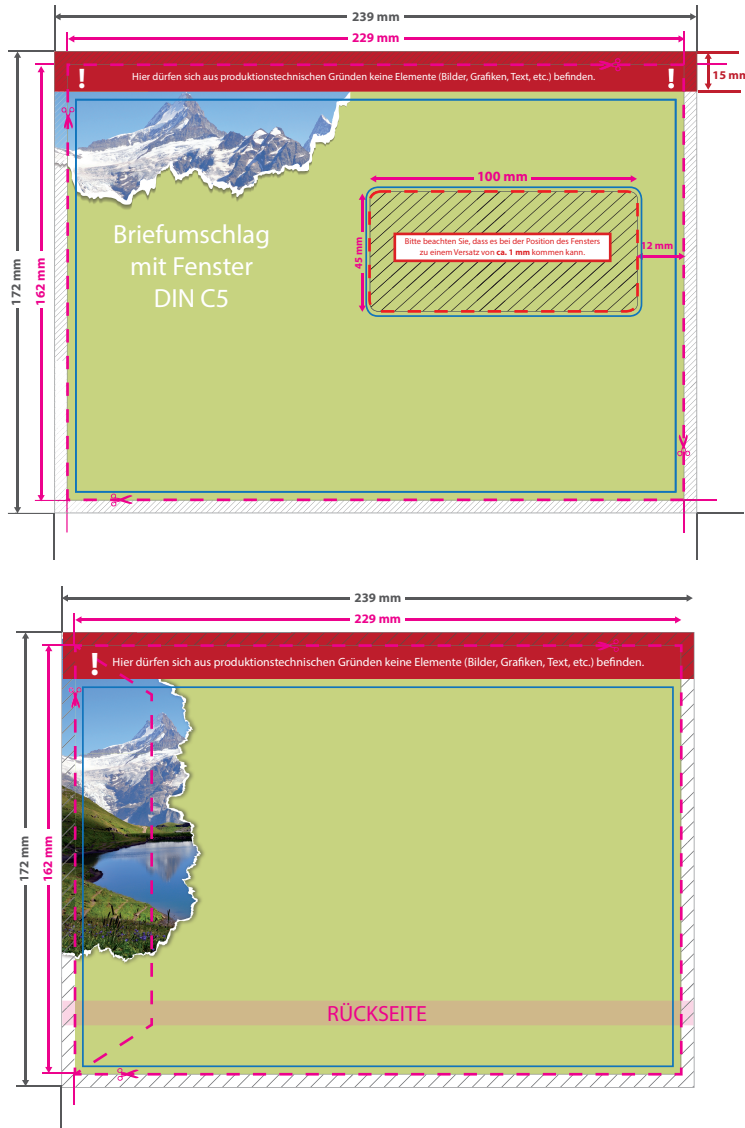 239 mm
229 mm
! Hier dürfen sich aus produktionstechnischen Gründen keine Elemente (Bilder, Grafiken, Text, etc.) befinden. !
15 mm
100 mm
Briefumschlag
mit Fenster
DIN C5
45 mm
Bitte beachten Sie, dass es bei der Position des Fensters
zu einem Versatz von ca. 1 mm kommen kann.
12 mm
172 mm
162 mm
239 mm
229 mm
! Hier dürfen sich aus produktionstechnischen Gründen keine Elemente (Bilder, Grafiken, Text, etc.) befinden.
172 mm
162 mm
RÜCKSEITE